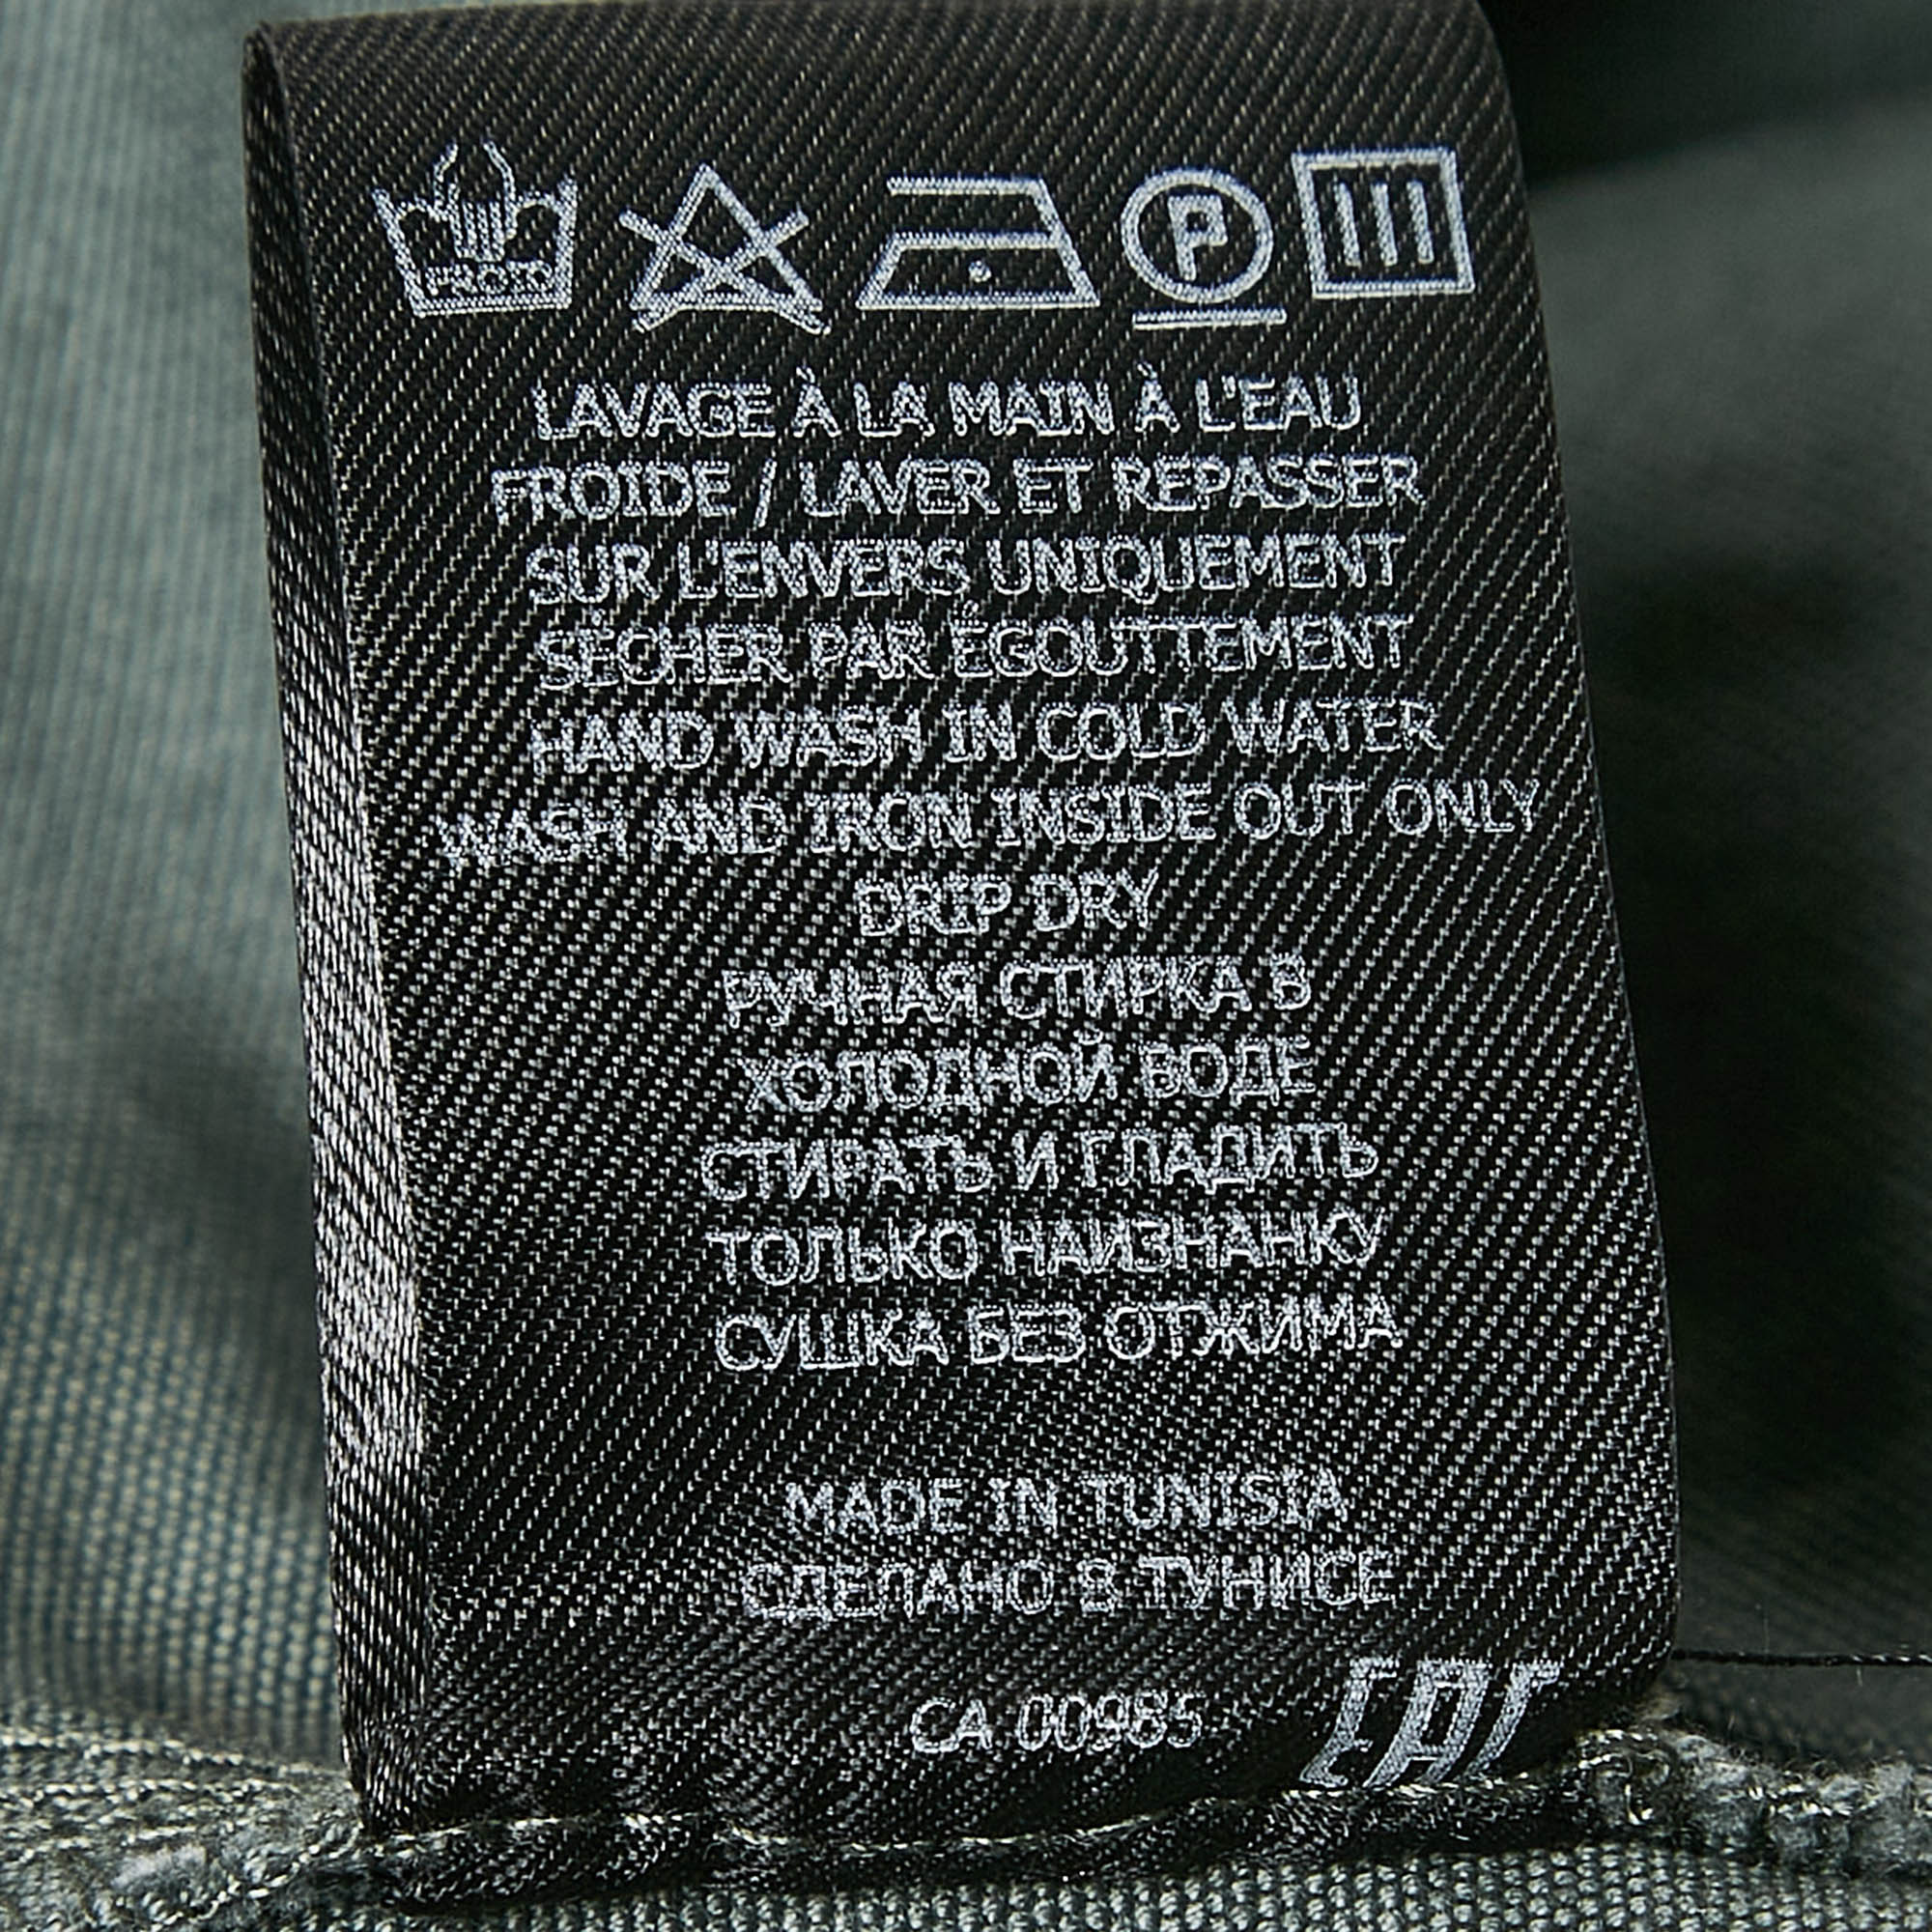 FROID
P
LAVAGE À LA MAIN À L'EAU
FROIDE / LAVER ET REPASSER
SUR L'ENVERS UNIQUEMENT
SÉCHER PAR ÉGOUTTEMENT
HAND WASH IN COLD WATER
WASH AND IRON INSIDE OUT ONLY
DRIP DRY
РУЧНАЯ СТИРКА В
ХОЛОДНОЙ ВОДЕ
СТИРАТЬ И ГЛАДИТЬ
ТОЛЬКО НАИЗНАНКУ
СУШКА БЕЗ ОТЖИМА
MADE IN TUNISIA
СДЕЛАНО В ТУНИСЕ
CA 00985
EAC